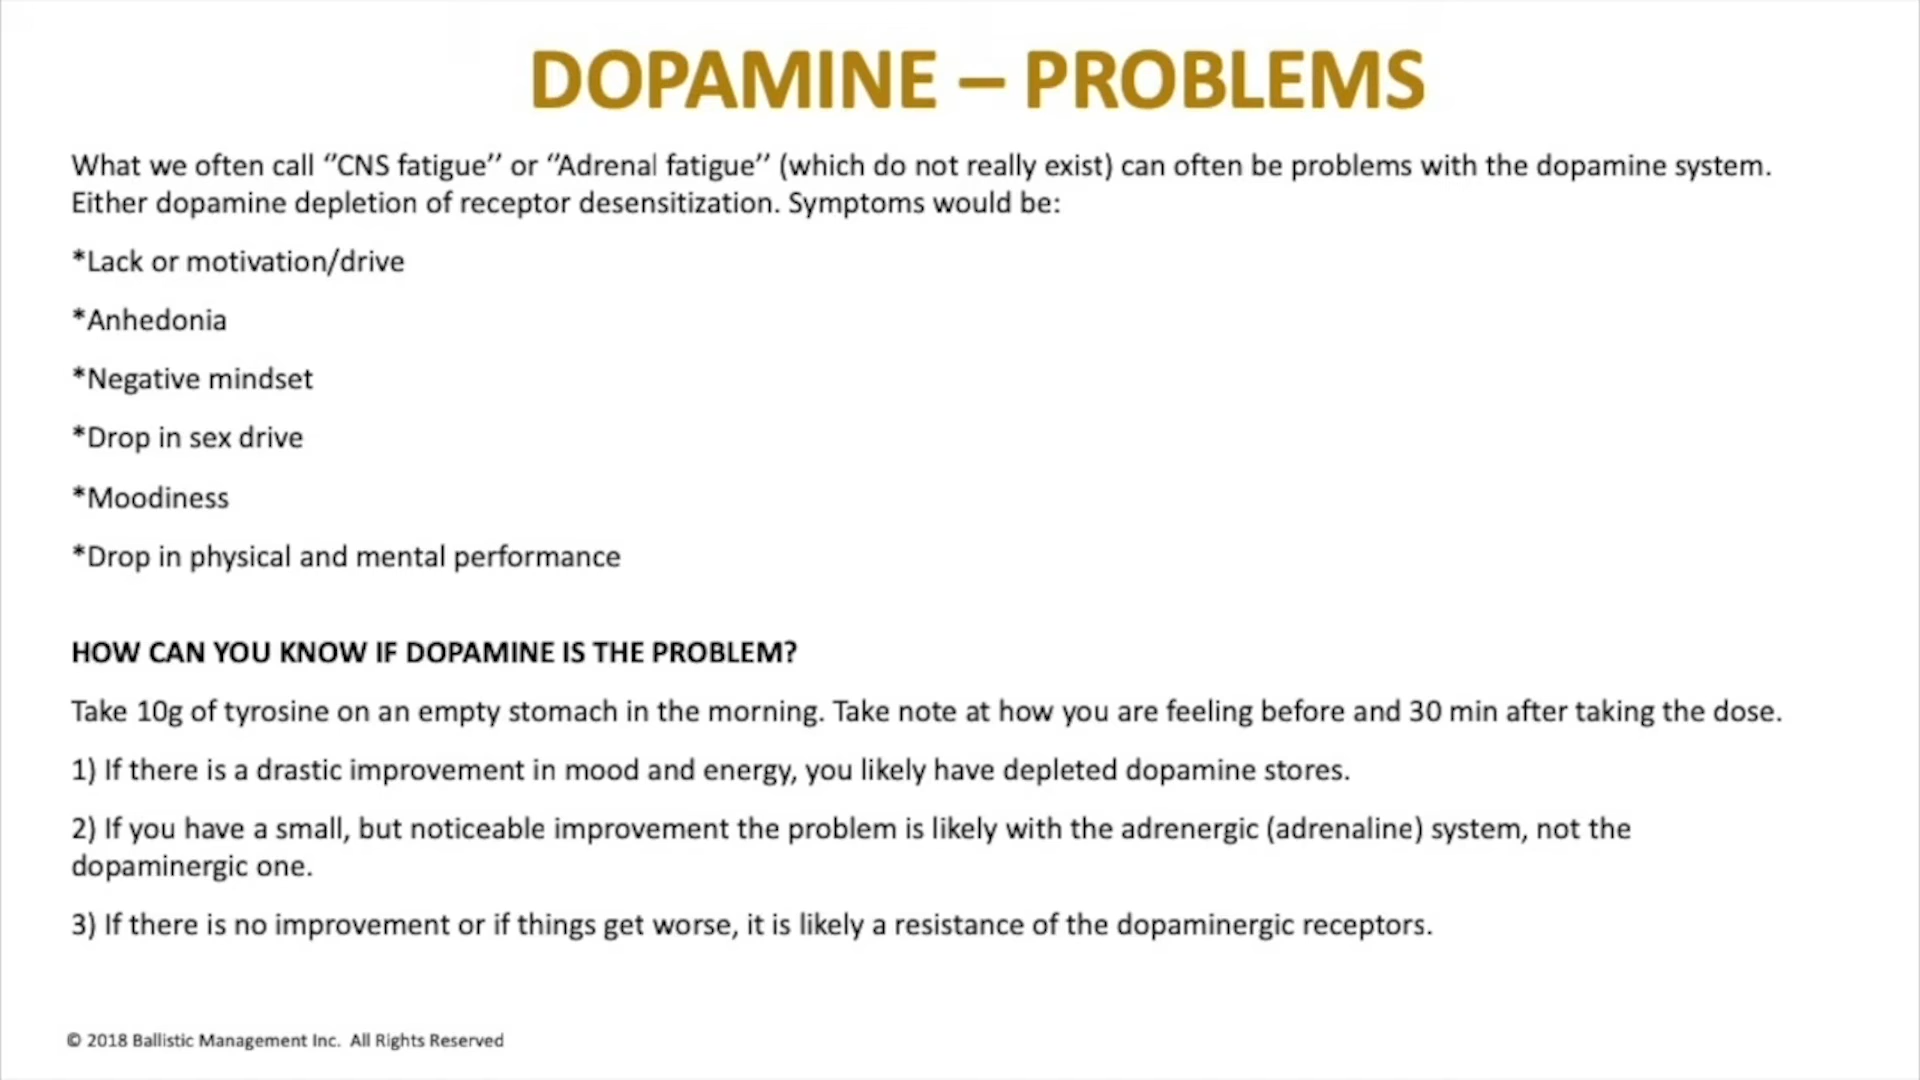 DOPAMINE – PROBLEMS
What we often call ‘’CNS fatigue’’ or ‘’Adrenal fatigue’’ (which do not really exist) can often be problems with the dopamine system.
Either dopamine depletion of receptor desensitization. Symptoms would be:
*Lack or motivation/drive
*Anhedonia
*Negative mindset
*Drop in sex drive
*Moodiness
*Drop in physical and mental performance
HOW CAN YOU KNOW IF DOPAMINE IS THE PROBLEM?
Take 10g of tyrosine on an empty stomach in the morning. Take note at how you are feeling before and 30 min after taking the dose.
1) If there is a drastic improvement in mood and energy, you likely have depleted dopamine stores.
2) If you have a small, but noticeable improvement the problem is likely with the adrenergic (adrenaline) system, not the
dopaminergic one.
3) If there is no improvement or if things get worse, it is likely a resistance of the dopaminergic receptors.
© 2018 Ballistic Management Inc. All Rights Reserved